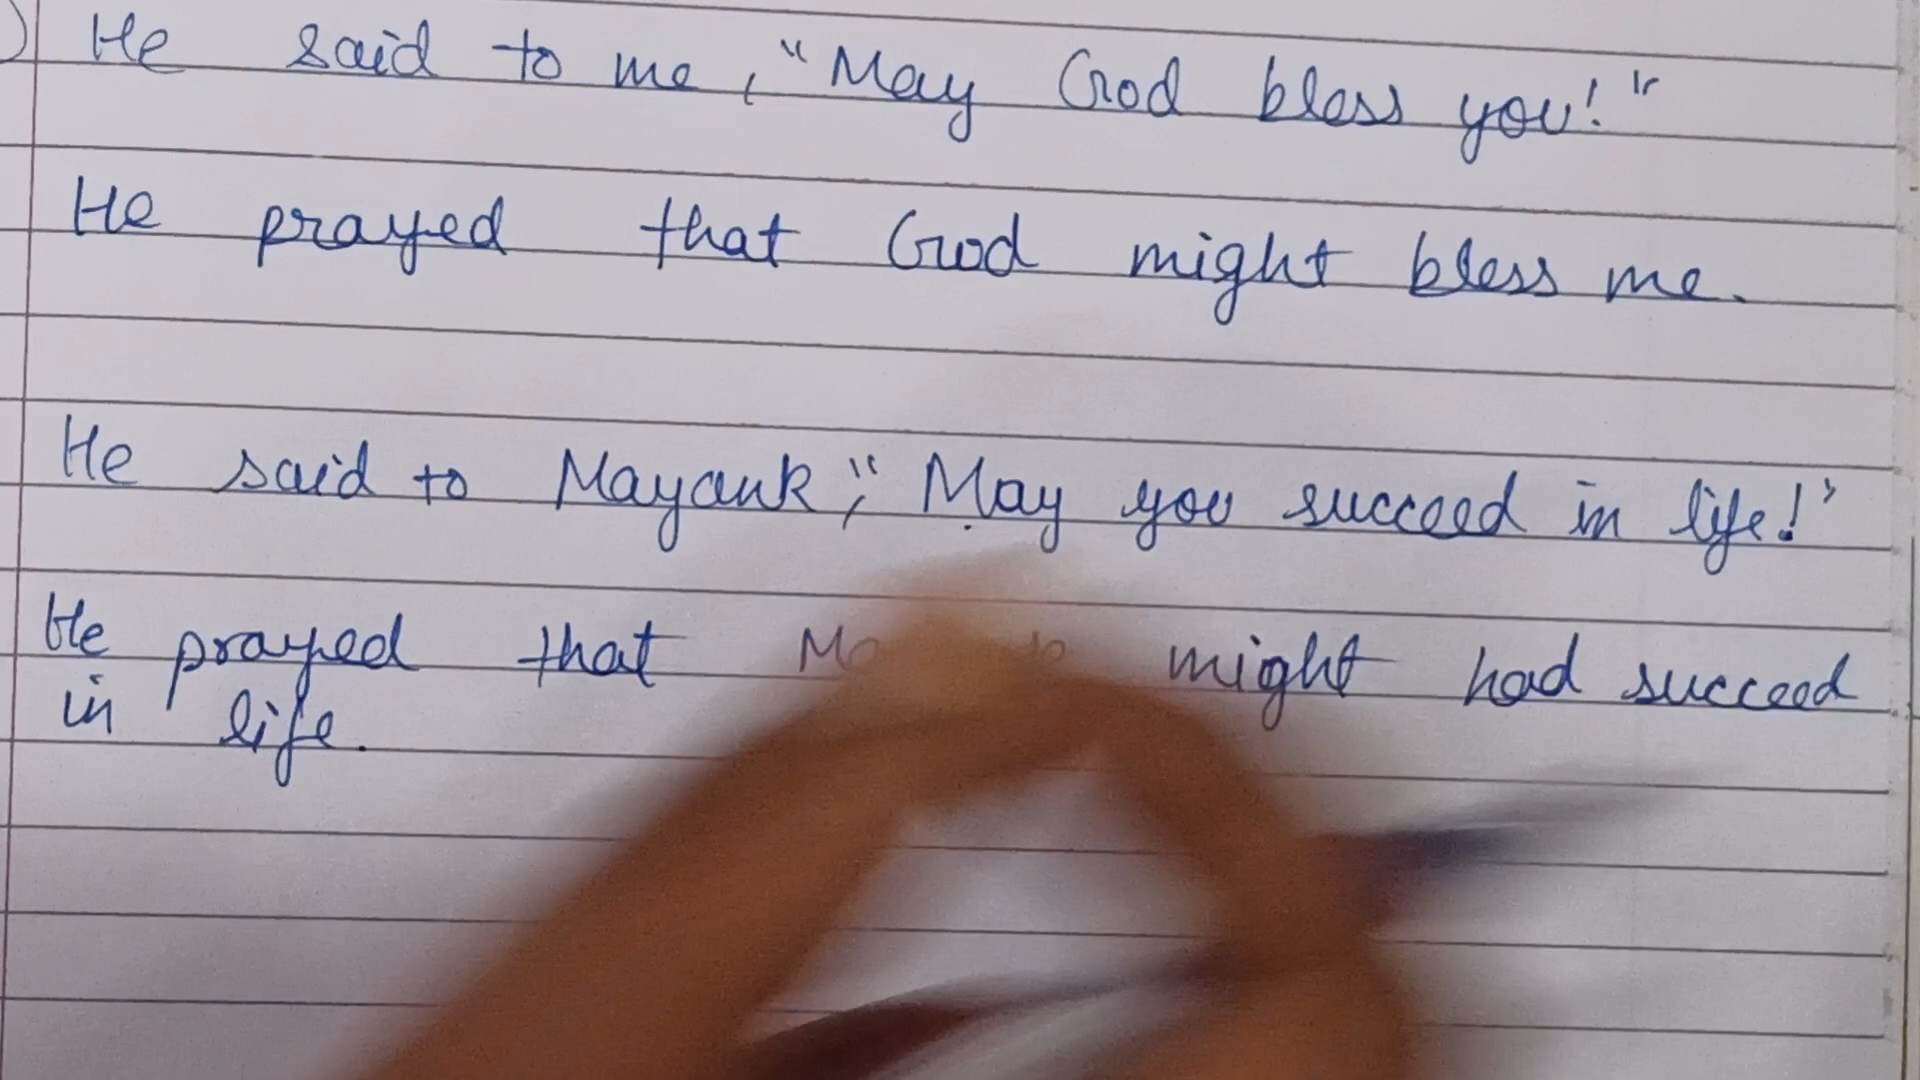 He said to me, "May God bless you!"
He prayed that God might bless me.
He said to Mayank, "May you succeed in life!"
He prayed that might had succeed
in life.